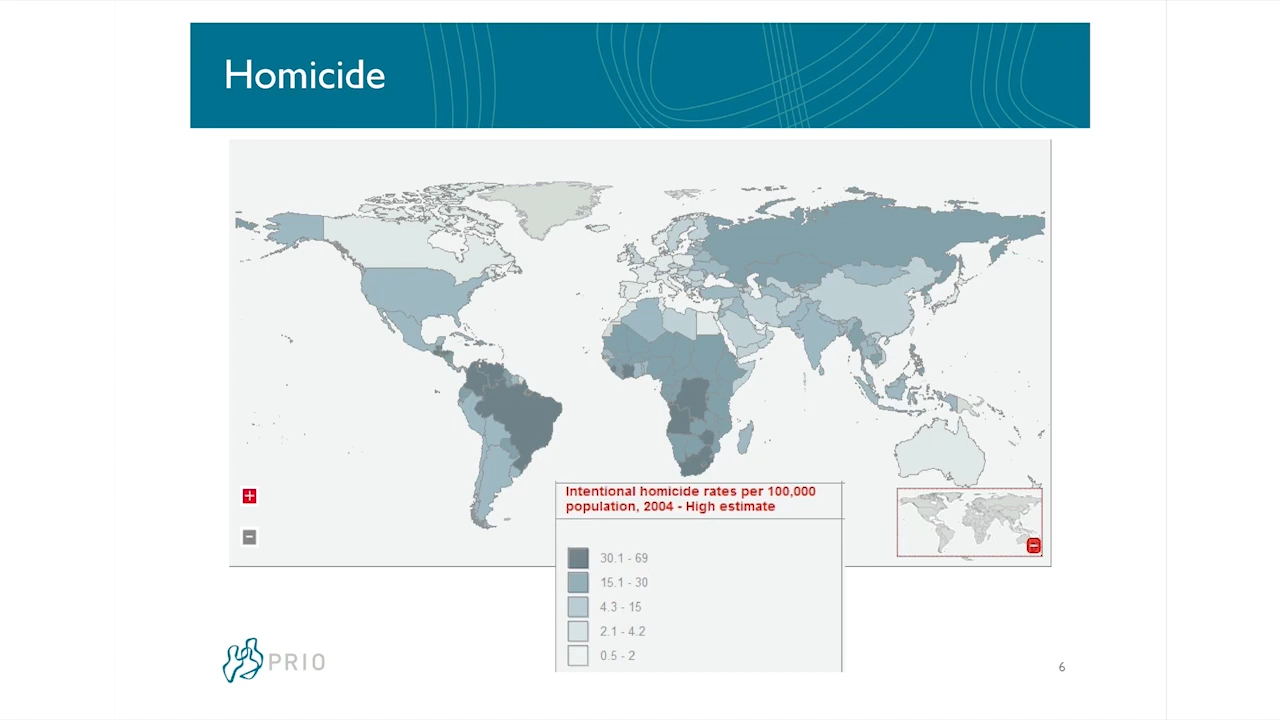 Homicide
Intentional homicide rates per 100,000
population, 2004 - High estimate
30.1 - 69
15.1 - 30
4.3 - 15
2.1 - 4.2
0.5 - 2
PRIO
6